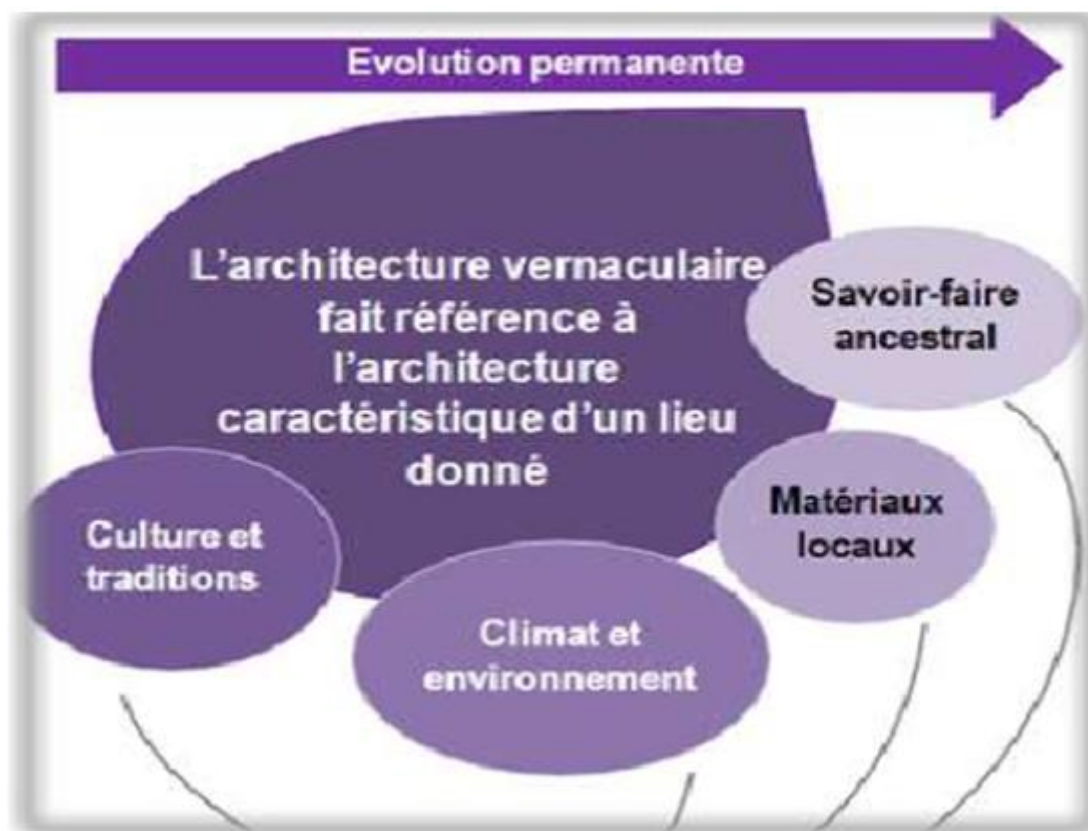 Evolution permanente
L'architecture vernaculaire
fait référence à
l'architecture
caractéristique d'un lieu
donné
Savoir-faire
ancestral
Matériaux
locaux
Climat et
environnement
Culture et
traditions